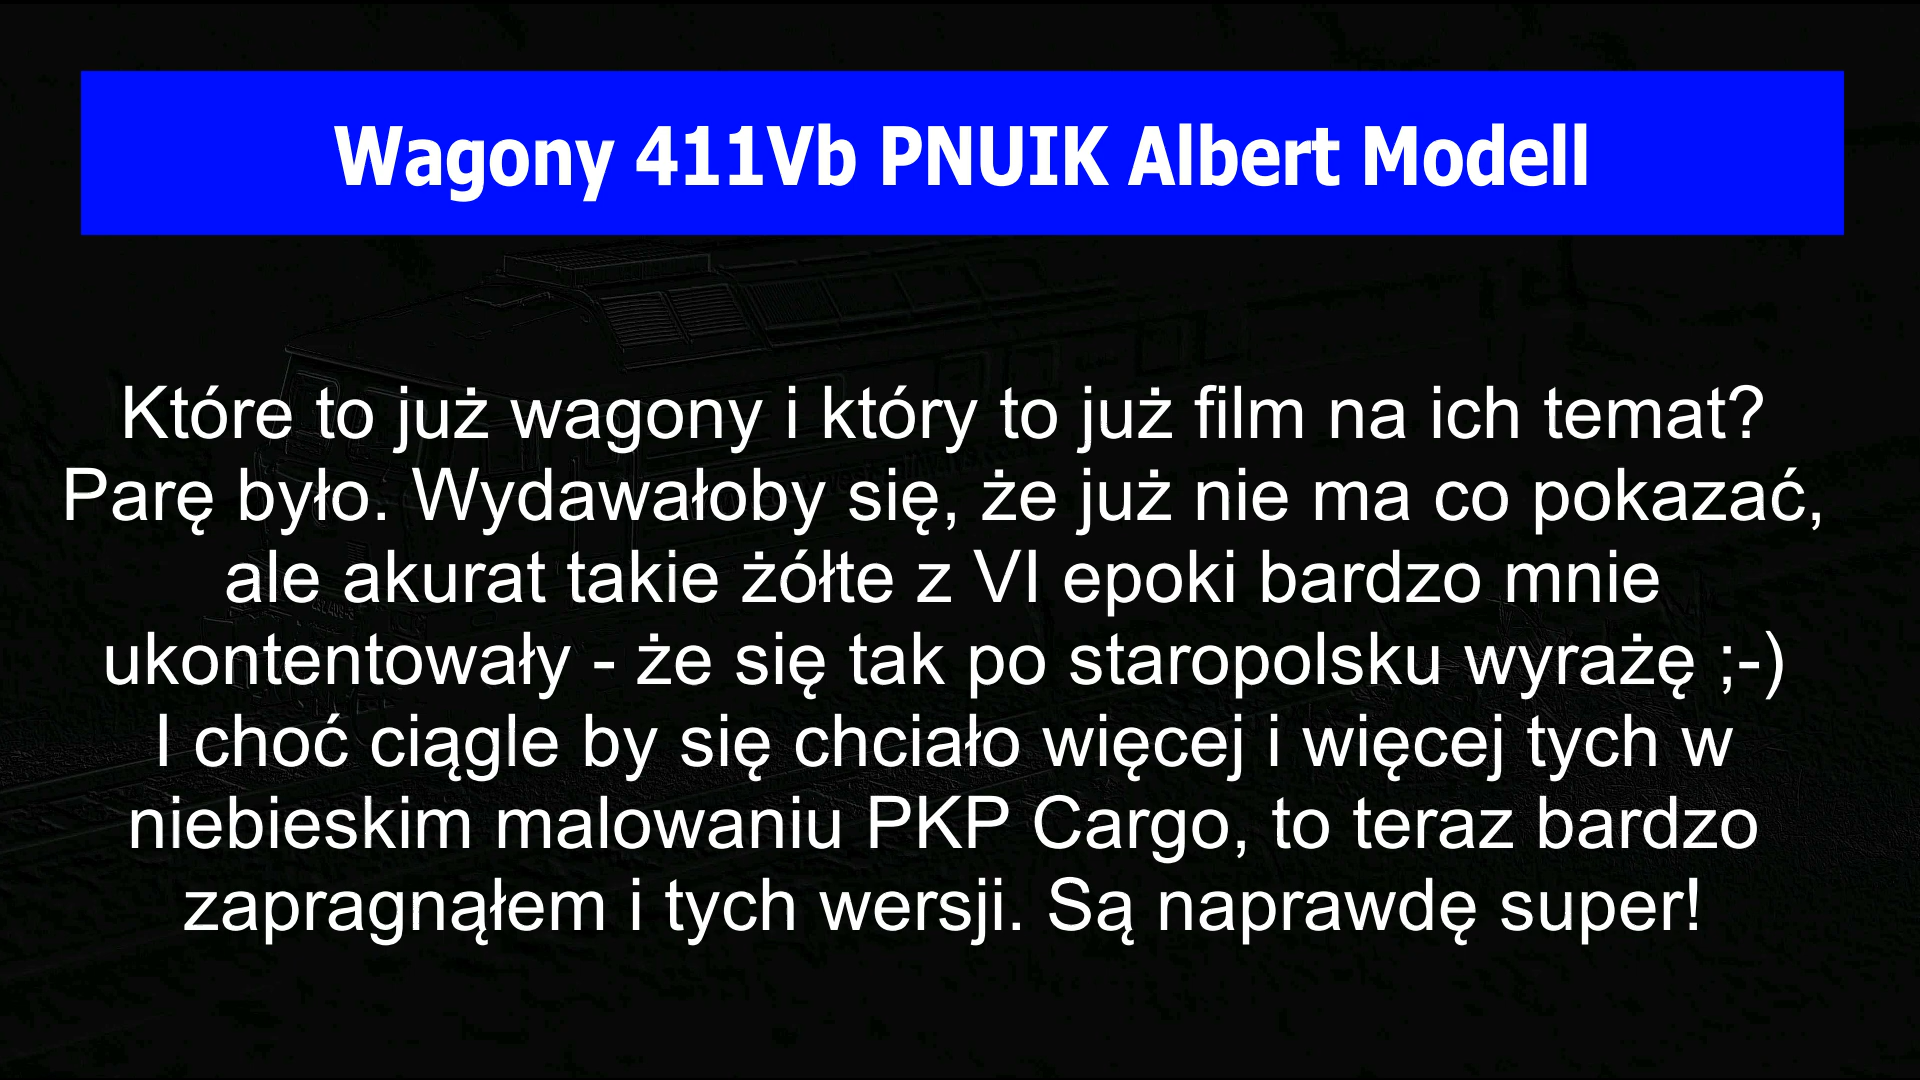 Wagony 411Vb PNUIK Albert Modell
Które to już wagony i który to już film na ich temat?
Parę było. Wydawałoby się, że już nie ma co pokazać,
ale akurat takie żółte z VI epoki bardzo mnie
ukontentowały - że się tak po staropolsku wyrażę ;-)
I choć ciągle by się chciało więcej i więcej tych w
niebieskim malowaniu PKP Cargo, to teraz bardzo
zapragnąłem i tych wersji. Są naprawdę super!